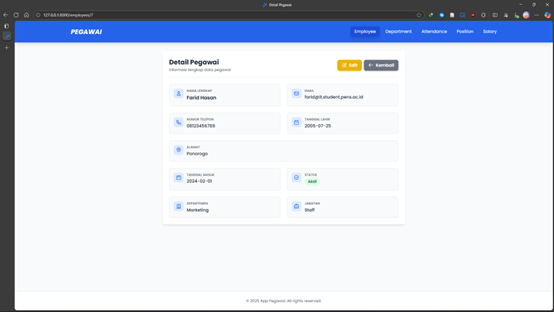 Detail Pegawai
127.0.0.1:8000/employees/7
PEGAWAI
Employee Department Attendance Position Salary
Detail Pegawai
Informasi lengkap data pegawai
Edit Kembali
NAMA LENGKAP
Farid Hasan
EMAIL
farid@it.student.pens.ac.id
NOMOR TELEPON
08123456789
TANGGAL LAHIR
2005-07-25
ALAMAT
Ponorogo
TANGGAL MASUK
2024-02-01
STATUS
Aktif
DEPARTEMEN
Marketing
JABATAN
Staff
© 2025 App Pegawai. All rights reserved.